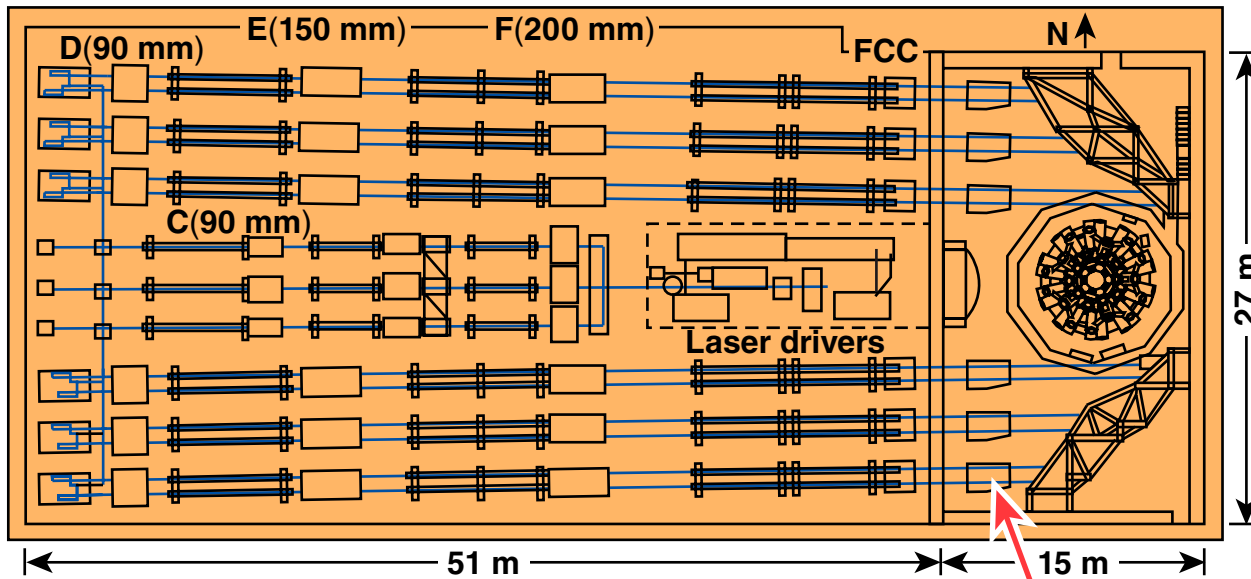 E(150 mm)
F(200 mm)
N
D(90 mm)
FCC
C(90 mm)
27 m
Laser drivers
51 m
15 m